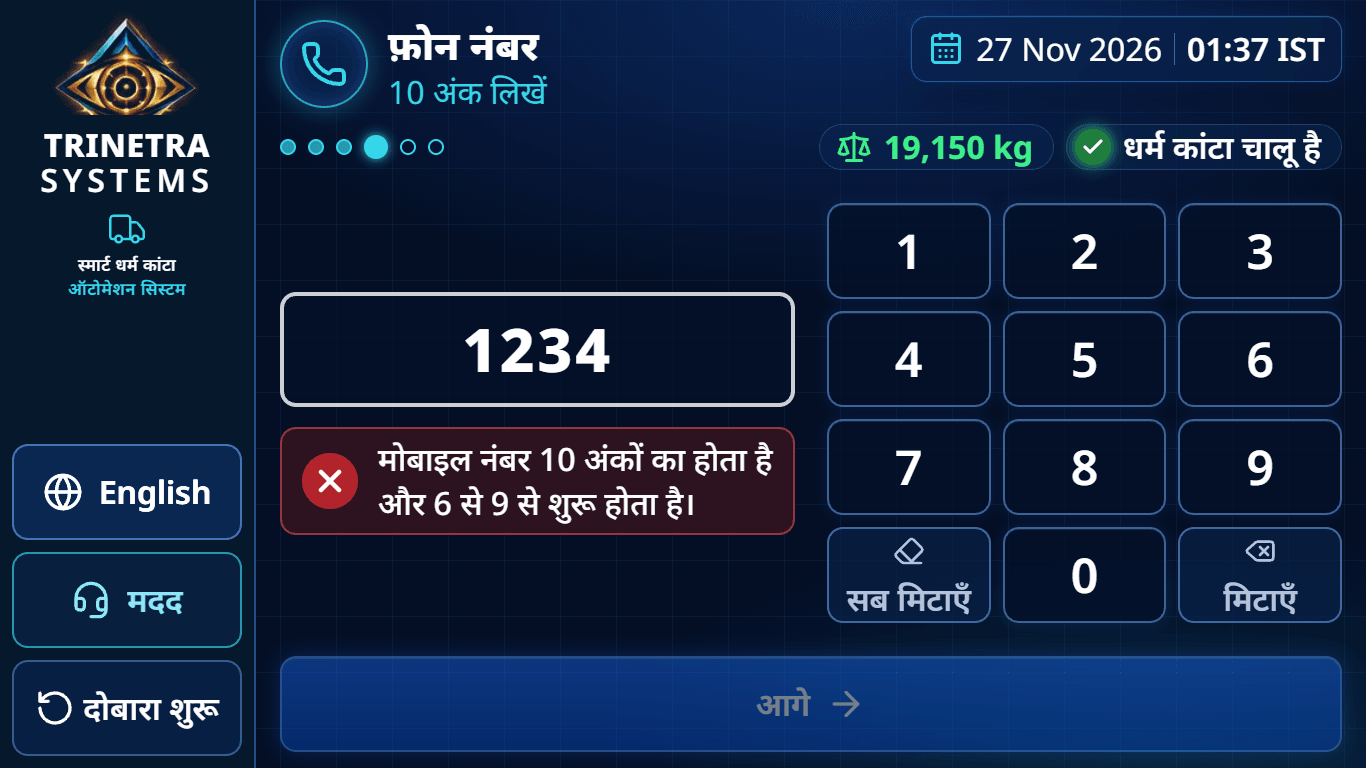 TRINETRA
SYSTEMS
स्मार्ट धर्म कांटा
ऑटोमेशन सिस्टम
English
मदद
दोबारा शुरू
फ़ोन नंबर
10 अंक लिखें
27 Nov 2026 01:37 IST
19,150 kg
धर्म कांटा चालू है
1234
मोबाइल नंबर 10 अंकों का होता है
और 6 से 9 से शुरू होता है।
1 2 3
4 5 6
7 8 9
सब मिटाएँ 0 मिटाएँ
आगे